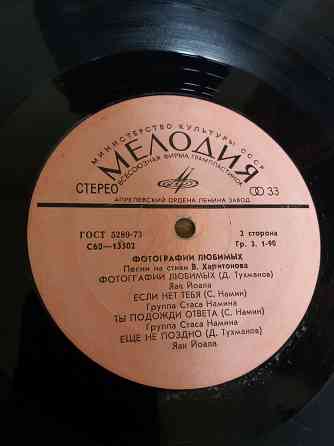 МИНИСТЕРСТВО КУЛЬТУРЫ СССР
МЕЛОДИЯ
ВСЕСОЮЗНАЯ ФИРМА ГРАМПЛАСТИНОК
СТЕРЕО
33
АПРЕЛЕВСКИЙ ОРДЕНА ЛЕНИНА ЗАВОД
ГОСТ 5289-73
2 сторона
С60—13302
Гр. 3. 1-90
ФОТОГРАФИИ ЛЮБИМЫХ
Песни на стихи В. Харитонова
ФОТОГРАФИИ ЛЮБИМЫХ (Д. Тухманов)
Яак Йоала
ЕСЛИ НЕТ ТЕБЯ (С. Намин)
Группа Стаса Намина
ТЫ ПОДОЖДИ ОТВЕТА (С. Намин)
Группа Стаса Намина
ЕЩЕ НЕ ПОЗДНО (Д. Тухманов)
Яак Йоала